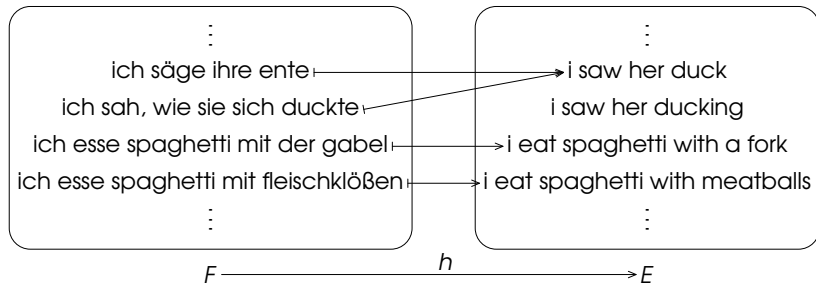 ⋮
ich säge ihre ente
ich sah, wie sie sich duckte
ich esse spaghetti mit der gabel
ich esse spaghetti mit fleischklößen
⋮
⋮
i saw her duck
i saw her ducking
i eat spaghetti with a fork
i eat spaghetti with meatballs
⋮
F h E